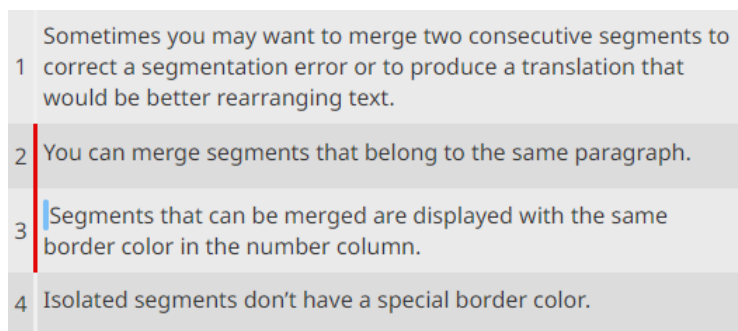 Sometimes you may want to merge two consecutive segments to
1 correct a segmentation error or to produce a translation that
would be better rearranging text.
2 You can merge segments that belong to the same paragraph.
Segments that can be merged are displayed with the same
3 border color in the number column.
4 Isolated segments don’t have a special border color.